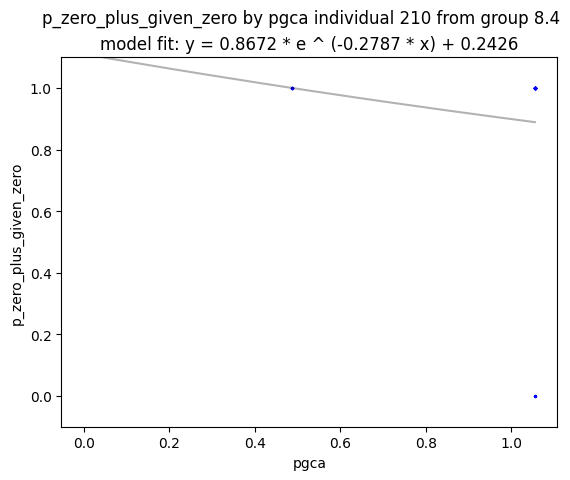 p_zero_plus_given_zero by pgca individual 210 from group 8.4
model fit: y = 0.8672 * e ^ (-0.2787 * x) + 0.2426
p_zero_plus_given_zero
1.0
0.8
0.6
0.4
0.2
0.0
0.0 0.2 0.4 0.6 0.8 1.0
pgca